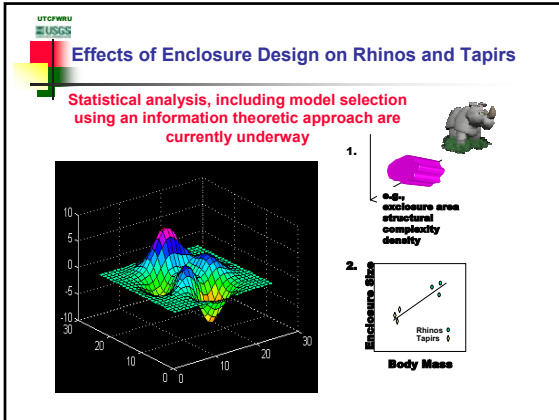 UTCFWRU
USGS
Effects of Enclosure Design on Rhinos and Tapirs
Statistical analysis, including model selection
using an information theoretic approach are
currently underway
10
5
0
-5
-10
30
20
10
0
0
10
20
30
1.
e.g.,
exclosure area
structural
complexity
density
2.
Enclosure Size
Rhinos
Tapirs
Body Mass